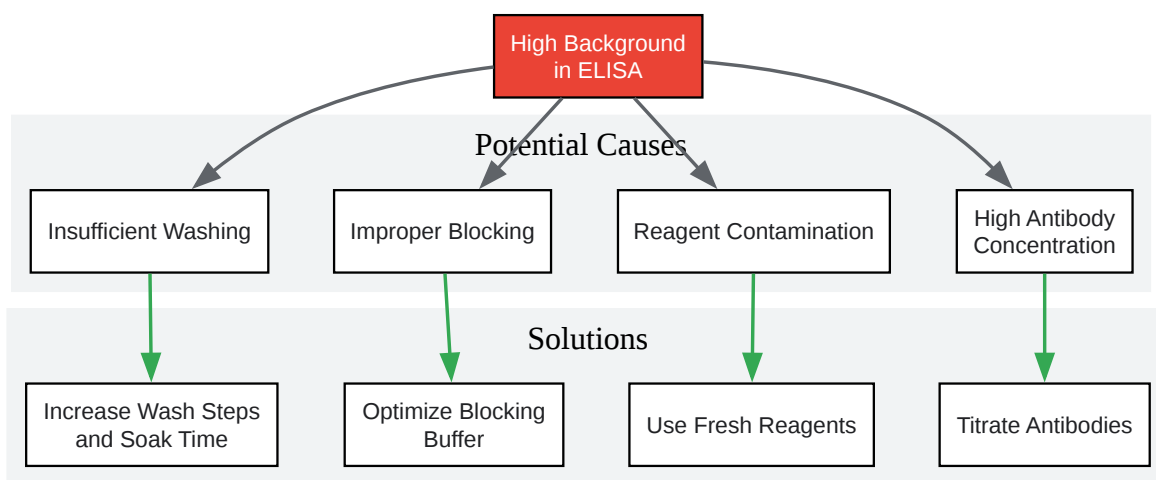 High Background
in ELISA
Potential Causes
Insufficient Washing
Improper Blocking
Reagent Contamination
High Antibody
Concentration
Solutions
Increase Wash Steps
and Soak Time
Optimize Blocking
Buffer
Use Fresh Reagents
Titrate Antibodies